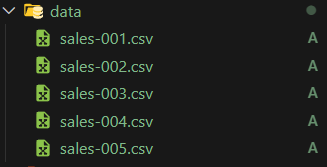 data
sales-001.csv A
sales-002.csv A
sales-003.csv A
sales-004.csv A
sales-005.csv A